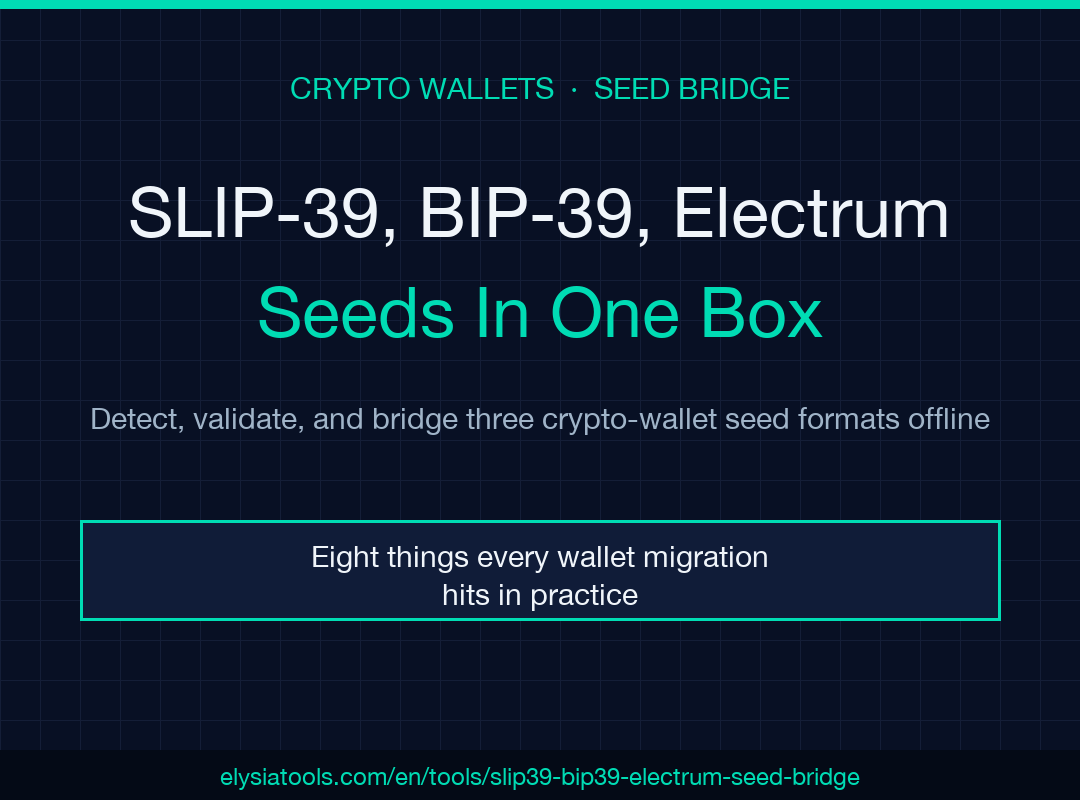 CRYPTO WALLETS · SEED BRIDGE
SLIP-39, BIP-39, Electrum
Seeds In One Box
Detect, validate, and bridge three crypto-wallet seed formats offline
Eight things every wallet migration
hits in practice
elysiatools.com/en/tools/slip39-bip39-electrum-seed-bridge